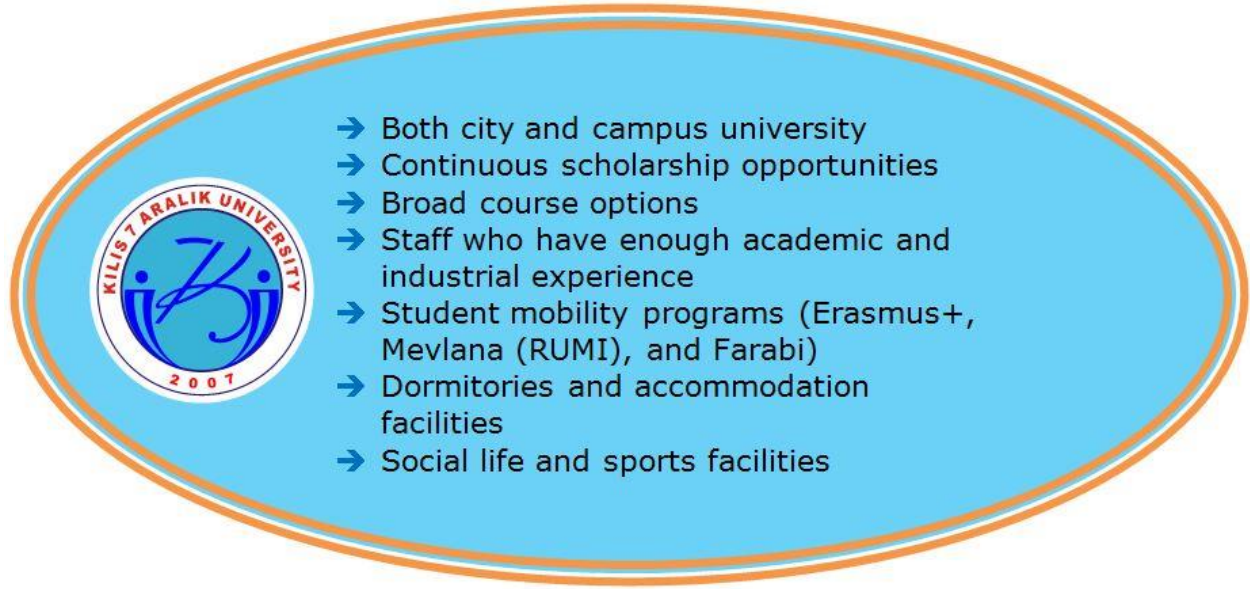 KILIS 7 ARALIK UNIVERSITY
2007
→ Both city and campus university
→ Continuous scholarship opportunities
→ Broad course options
→ Staff who have enough academic and
industrial experience
→ Student mobility programs (Erasmus+,
Mevlana (RUMI), and Farabi)
→ Dormitories and accommodation
facilities
→ Social life and sports facilities